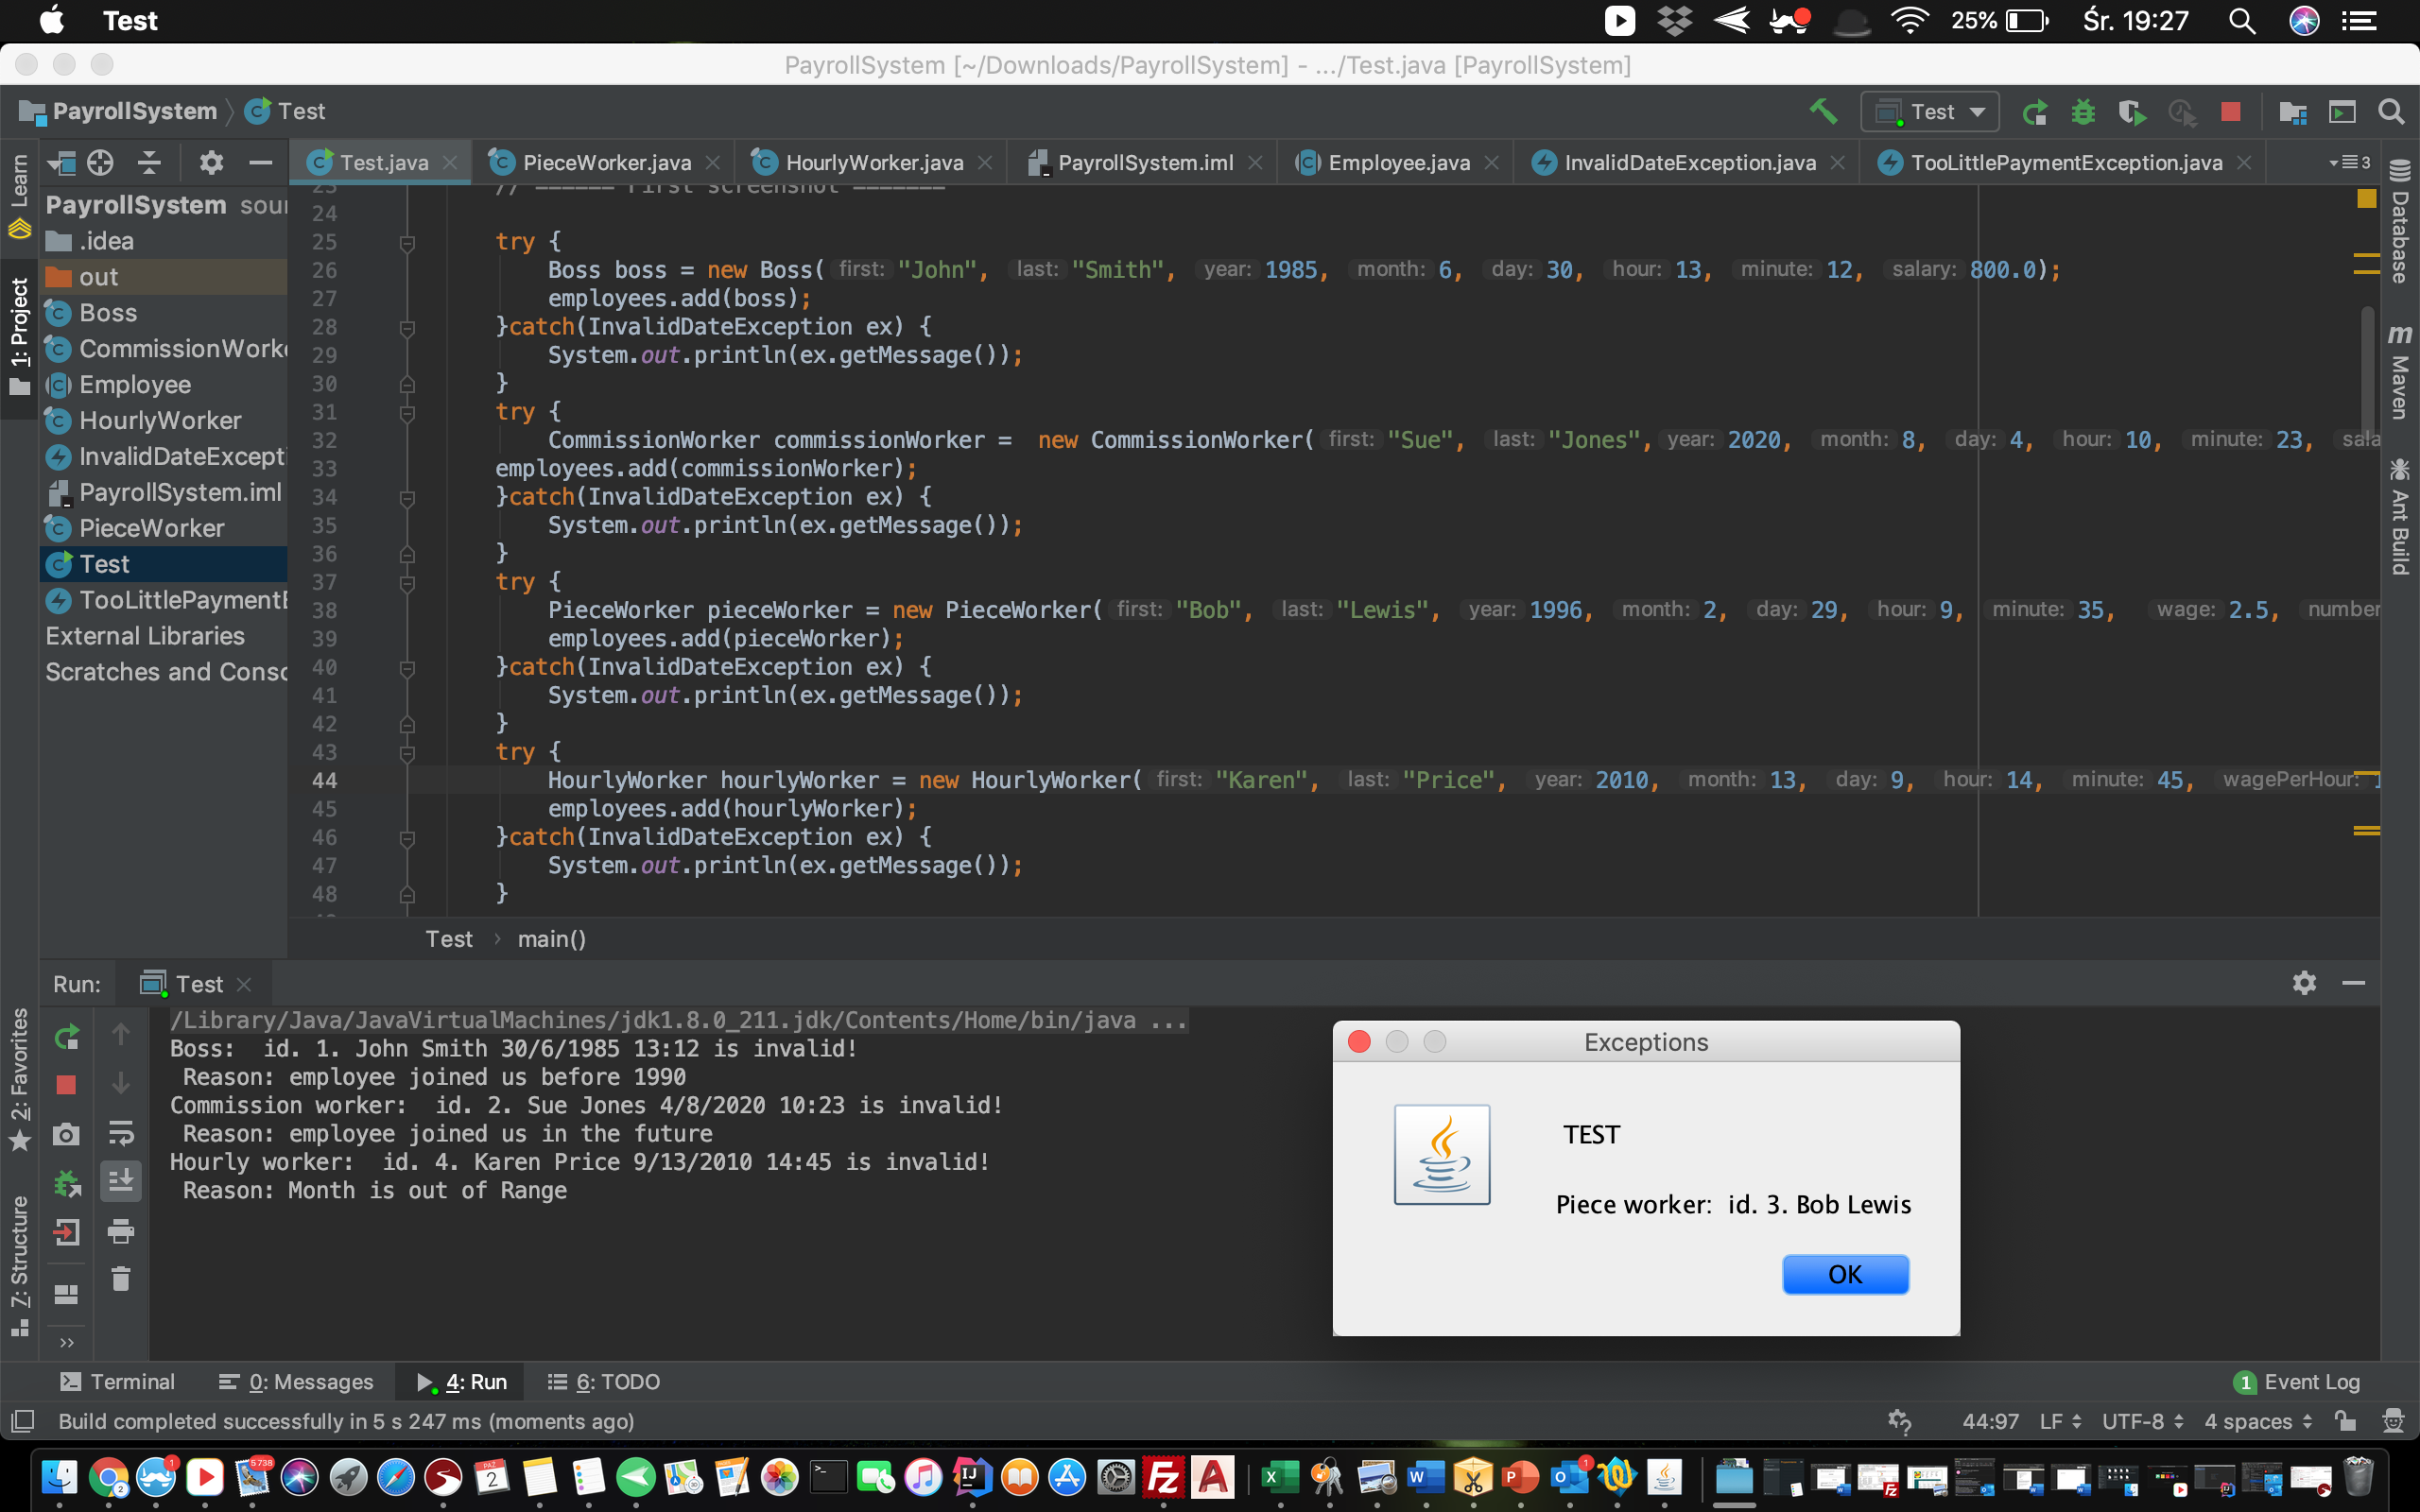 Test
25%
Śr. 19:27
PayrollSystem [~/Downloads/PayrollSystem] - .../Test.java [PayrollSystem]
PayrollSystem
Test
Test
Test.java
PieceWorker.java
HourlyWorker.java
PayrollSystem.iml
Employee.java
InvalidDateException.java
TooLittlePaymentException.java
3
Learn
1: Project
2: Favorites
7: Structure
Database
Maven
Ant Build
PayrollSystem sour
.idea
out
Boss
CommissionWorke
Employee
HourlyWorker
InvalidDateExcepti
PayrollSystem.iml
PieceWorker
Test
TooLittlePaymentE
External Libraries
Scratches and Conso
23 // ====== First screenshot =======
24
25 try {
26 Boss boss = new Boss( first: "John", last: "Smith", year: 1985, month: 6, day: 30, hour: 13, minute: 12, salary: 800.0);
27 employees.add(boss);
28 }catch(InvalidDateException ex) {
29 System.out.println(ex.getMessage());
30 }
31 try {
32 CommissionWorker commissionWorker =  new CommissionWorker( first: "Sue", last: "Jones", year: 2020, month: 8, day: 4, hour: 10, minute: 23, sala
33 employees.add(commissionWorker);
34 }catch(InvalidDateException ex) {
35 System.out.println(ex.getMessage());
36 }
37 try {
38 PieceWorker pieceWorker = new PieceWorker( first: "Bob", last: "Lewis", year: 1996, month: 2, day: 29, hour: 9, minute: 35, wage: 2.5, number
39 employees.add(pieceWorker);
40 }catch(InvalidDateException ex) {
41 System.out.println(ex.getMessage());
42 }
43 try {
44 HourlyWorker hourlyWorker = new HourlyWorker( first: "Karen", last: "Price", year: 2010, month: 13, day: 9, hour: 14, minute: 45, wagePerHour: 1
45 employees.add(hourlyWorker);
46 }catch(InvalidDateException ex) {
47 System.out.println(ex.getMessage());
48 }
Test > main()
Run: Test
/Library/Java/JavaVirtualMachines/jdk1.8.0_211.jdk/Contents/Home/bin/java ...
Boss:  id. 1. John Smith 30/6/1985 13:12 is invalid!
Reason: employee joined us before 1990
Commission worker:  id. 2. Sue Jones 4/8/2020 10:23 is invalid!
Reason: employee joined us in the future
Hourly worker:  id. 4. Karen Price 9/13/2010 14:45 is invalid!
Reason: Month is out of Range
Exceptions
TEST
Piece worker:  id. 3. Bob Lewis
OK
Terminal
0: Messages
4: Run
6: TODO
1 Event Log
Build completed successfully in 5 s 247 ms (moments ago)
44:97
LF
UTF-8
4 spaces
2
1
5 738
PAŹ
2
IJ
Fz
X
W
P
O
1